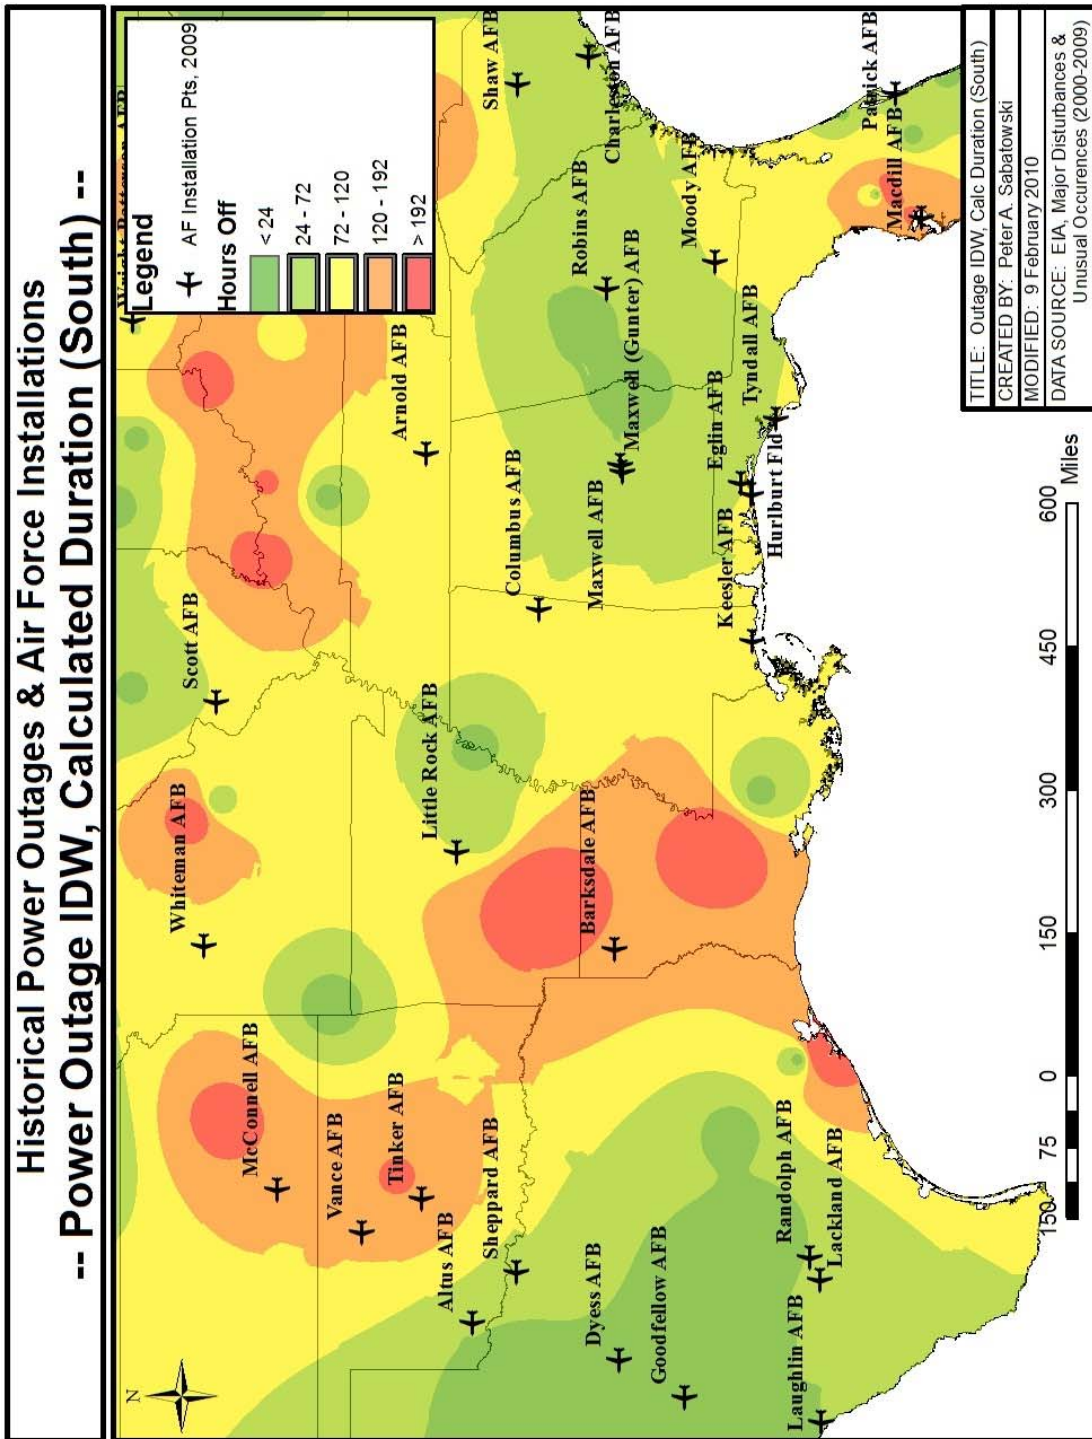 Historical Power Outages & Air Force Installations
-- Power Outage IDW, Calculated Duration (South) --
N
Wright Patterson AFB
Legend
AF Installation Pts, 2009
Hours Off
< 24
24 - 72
72 - 120
120 - 192
> 192
Scott AFB
Whiteman AFB
McConnell AFB
Vance AFB
Tinker AFB
Altus AFB
Sheppard AFB
Little Rock AFB
Arnold AFB
Shaw AFB
Charleston AFB
Columbus AFB
Robins AFB
Maxwell AFB
Maxwell (Gunter) AFB
Moody AFB
Barksdale AFB
Dyess AFB
Goodfellow AFB
Keesler AFB
Eglin AFB
Tyndall AFB
Hurlburt Fld
Laughlin AFB
Randolph AFB
Lackland AFB
Macdill AFB
Patrick AFB
150 75 0 150 300 450 600
Miles
TITLE: Outage IDW, Calc Duration (South)
CREATED BY: Peter A. Sabatowski
MODIFIED: 9 February 2010
DATA SOURCE: EIA, Major Disturbances &
Unusual Occurences (2000-2009)